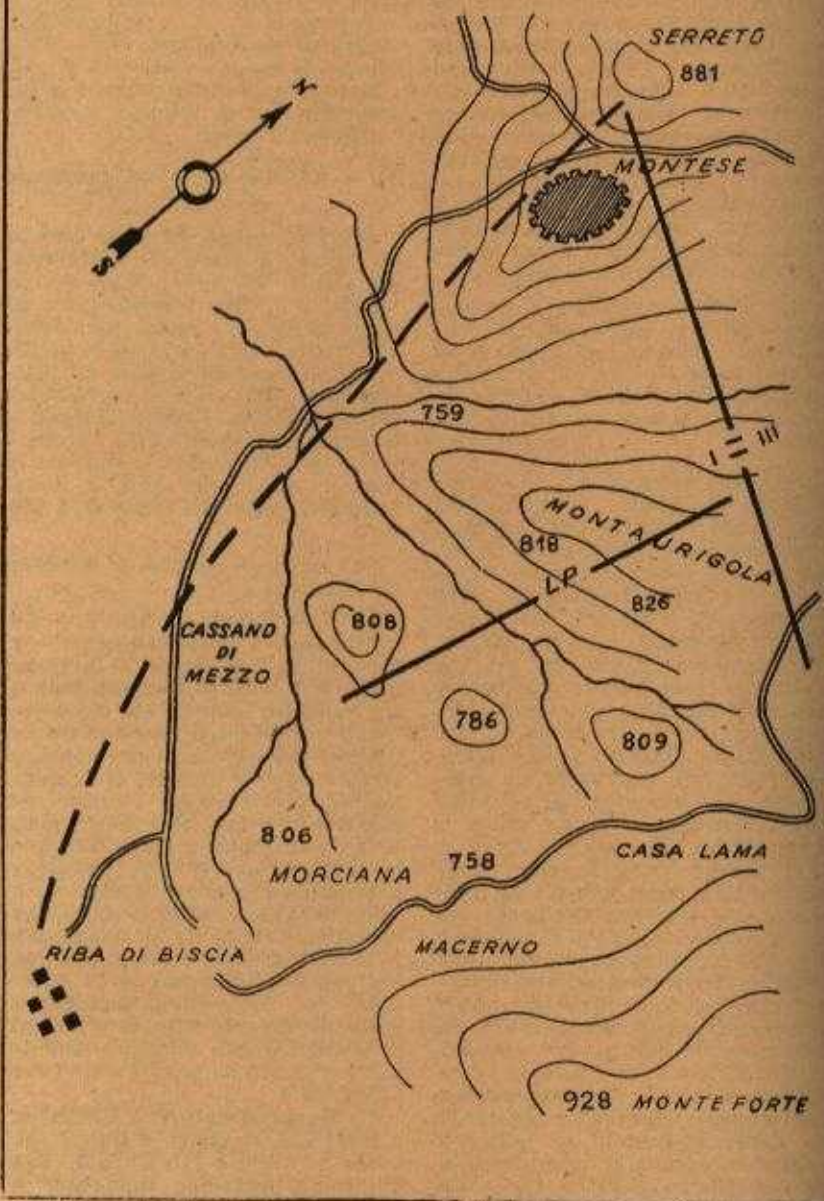 SERRETO
881
N
S
MONTESE
759
I II III
MONTAURIGOLA
818
LP
826
808
CASSANO
DI
MEZZO
786
809
806
MORCIANA
758
CASA LAMA
RIBA DI BISCIA
MACERNO
928 MONTE FORTE